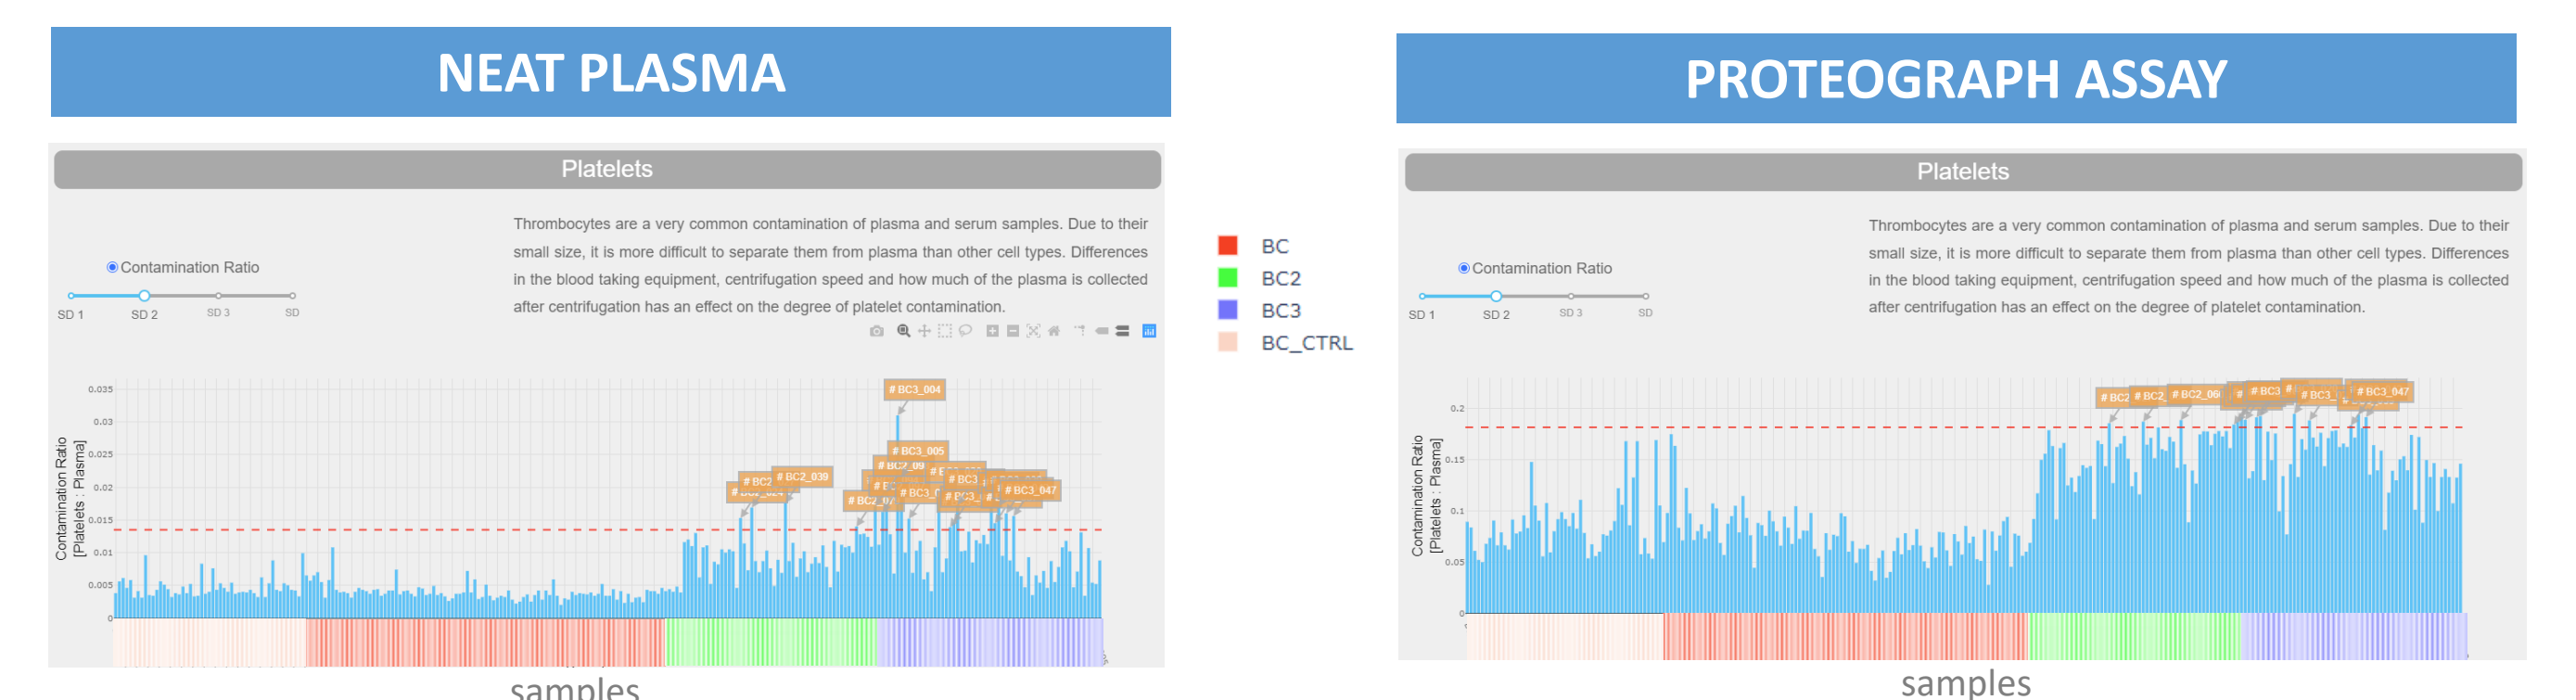 NEAT PLASMA
Platelets
Thrombocytes are a very common contamination of plasma and serum samples. Due to their
small size, it is more difficult to separate them from plasma than other cell types. Differences
in the blood taking equipment, centrifugation speed and how much of the plasma is collected
after centrifugation has an effect on the degree of platelet contamination.
Contamination Ratio
SD 1
SD 2
SD 3
SD
Contamination Ratio
[Platelets : Plasma]
0.035
0.03
0.025
0.02
0.015
0.01
0.005
0
# BC3_004
# BC3_005
# BC2_09
# BC2
# BC2_039
# BC3
# BC3_047
samples
BC
BC2
BC3
BC_CTRL
PROTEOGRAPH ASSAY
Platelets
Thrombocytes are a very common contamination of plasma and serum samples. Due to their
small size, it is more difficult to separate them from plasma than other cell types. Differences
in the blood taking equipment, centrifugation speed and how much of the plasma is collected
after centrifugation has an effect on the degree of platelet contamination.
Contamination Ratio
SD 1
SD 2
SD 3
SD
Contamination Ratio
[Platelets : Plasma]
0.2
0.15
0.1
0.05
0
# BC2
# BC2_
# BC2_06
# BC3
# BC3_047
samples